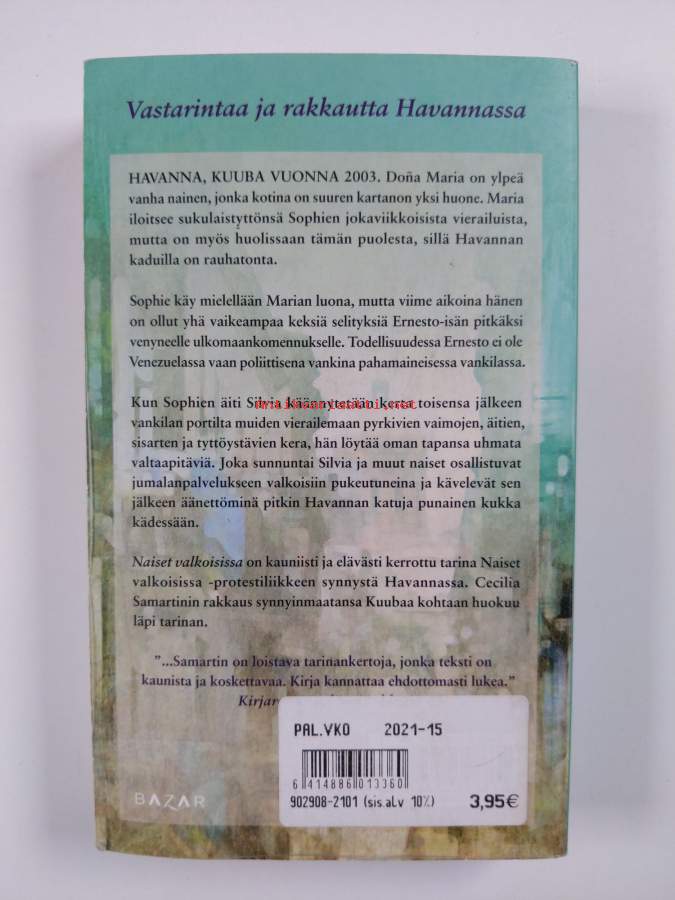 Vastarintaa ja rakkautta Havannassa
HAVANNA, KUUBA VUONNA 2003. Doña Maria on ylpeä
vanha nainen, jonka kotina on suuren kartanon yksi huone. Maria
iloitsee sukulaistyttönsä Sophien jokaviikkoisista vierailuista,
mutta on myös huolissaan tämän puolesta, sillä Havannan
kaduilla on rauhatonta.
Sophie käy mielellään Marian luona, mutta viime aikoina hänen
on ollut yhä vaikeampaa keksiä selityksiä Ernesto-isän pitkäksi
venyneelle ulkomaankomennukselle. Todellisuudessa Ernesto ei ole
Venezuelassa vaan poliittisena vankina pahamaineisessa vankilassa.
Kun Sophien äiti Silvia käännytetään kerta toisensa jälkeen
vankilan portilta muiden vierailemaan pyrkivien vaimojen, äitien,
sisarten ja tyttöystävien kera, hän löytää oman tapansa uhmata
valtaapitäviä. Joka sunnuntai Silvia ja muut naiset osallistuvat
jumalanpalvelukseen valkoisiin pukeutuneina ja kävelevät sen
jälkeen äänettöminä pitkin Havannan katuja punainen kukka
kädessään.
Naiset valkoisissa on kauniisti ja elävästi kerrottu tarina Naiset
valkoisissa -protestiliikkeen synnystä Havannassa. Cecilia
Samartinin rakkaus synnyinmaatansa Kuubaa kohtaan huokuu
läpi tarinan.
"...Samartin on loistava tarinankertoja, jonka teksti on
kaunista ja koskettavaa. Kirja kannattaa ehdottomasti lukea."
PAL.VKO 2021-15
6 414886 013360
902908-2101 (sis.alv 10%) 3,95€
BAZAR